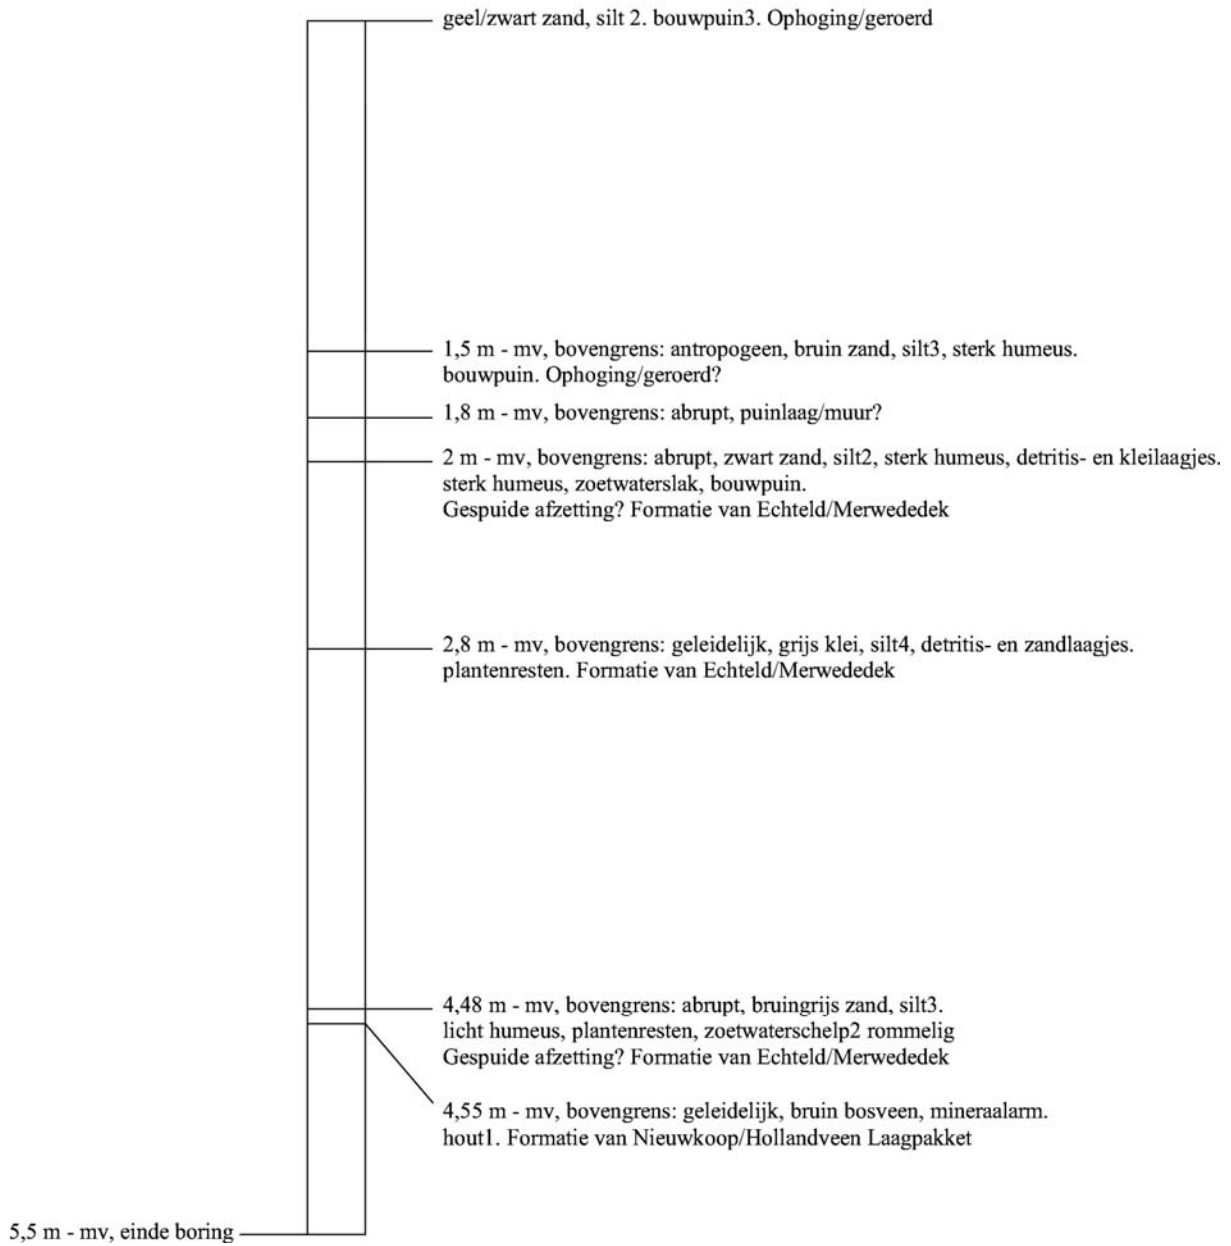 geel/zwart zand, silt 2. bouwpuin3. Ophoging/geroerd
1,5 m - mv, bovengrens: antropogeen, bruin zand, silt3, sterk humeus.
bouwpuin. Ophoging/geroerd?
1,8 m - mv, bovengrens: abrupt, puinlaag/muur?
2 m - mv, bovengrens: abrupt, zwart zand, silt2, sterk humeus, detritis- en kleilaagjes.
sterk humeus, zoetwaterslak, bouwpuin.
Gespuide afzetting? Formatie van Echteld/Merwededek
2,8 m - mv, bovengrens: geleidelijk, grijs klei, silt4, detritis- en zandlaagjes.
plantenresten. Formatie van Echteld/Merwededek
4,48 m - mv, bovengrens: abrupt, bruingrijs zand, silt3.
licht humeus, plantenresten, zoetwaterschelp2 rommelig
Gespuide afzetting? Formatie van Echteld/Merwededek
4,55 m - mv, bovengrens: geleidelijk, bruin bosveen, mineraalarm.
hout1. Formatie van Nieuwkoop/Hollandveen Laagpakket
5,5 m - mv, einde boring